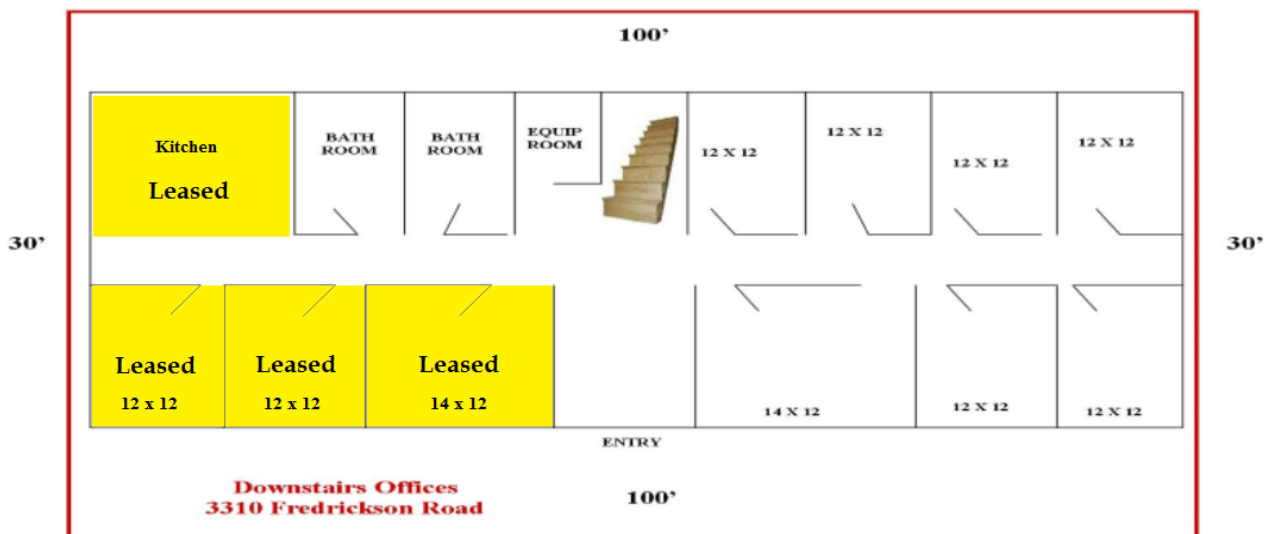 100’
Kitchen
Leased
BATH
ROOM
BATH
ROOM
EQUIP
ROOM
12 X 12
12 X 12
12 X 12
12 X 12
30’
30’
Leased
12 x 12
Leased
12 x 12
Leased
14 x 12
14 X 12
12 X 12
12 X 12
ENTRY
Downstairs Offices
3310 Fredrickson Road
100’